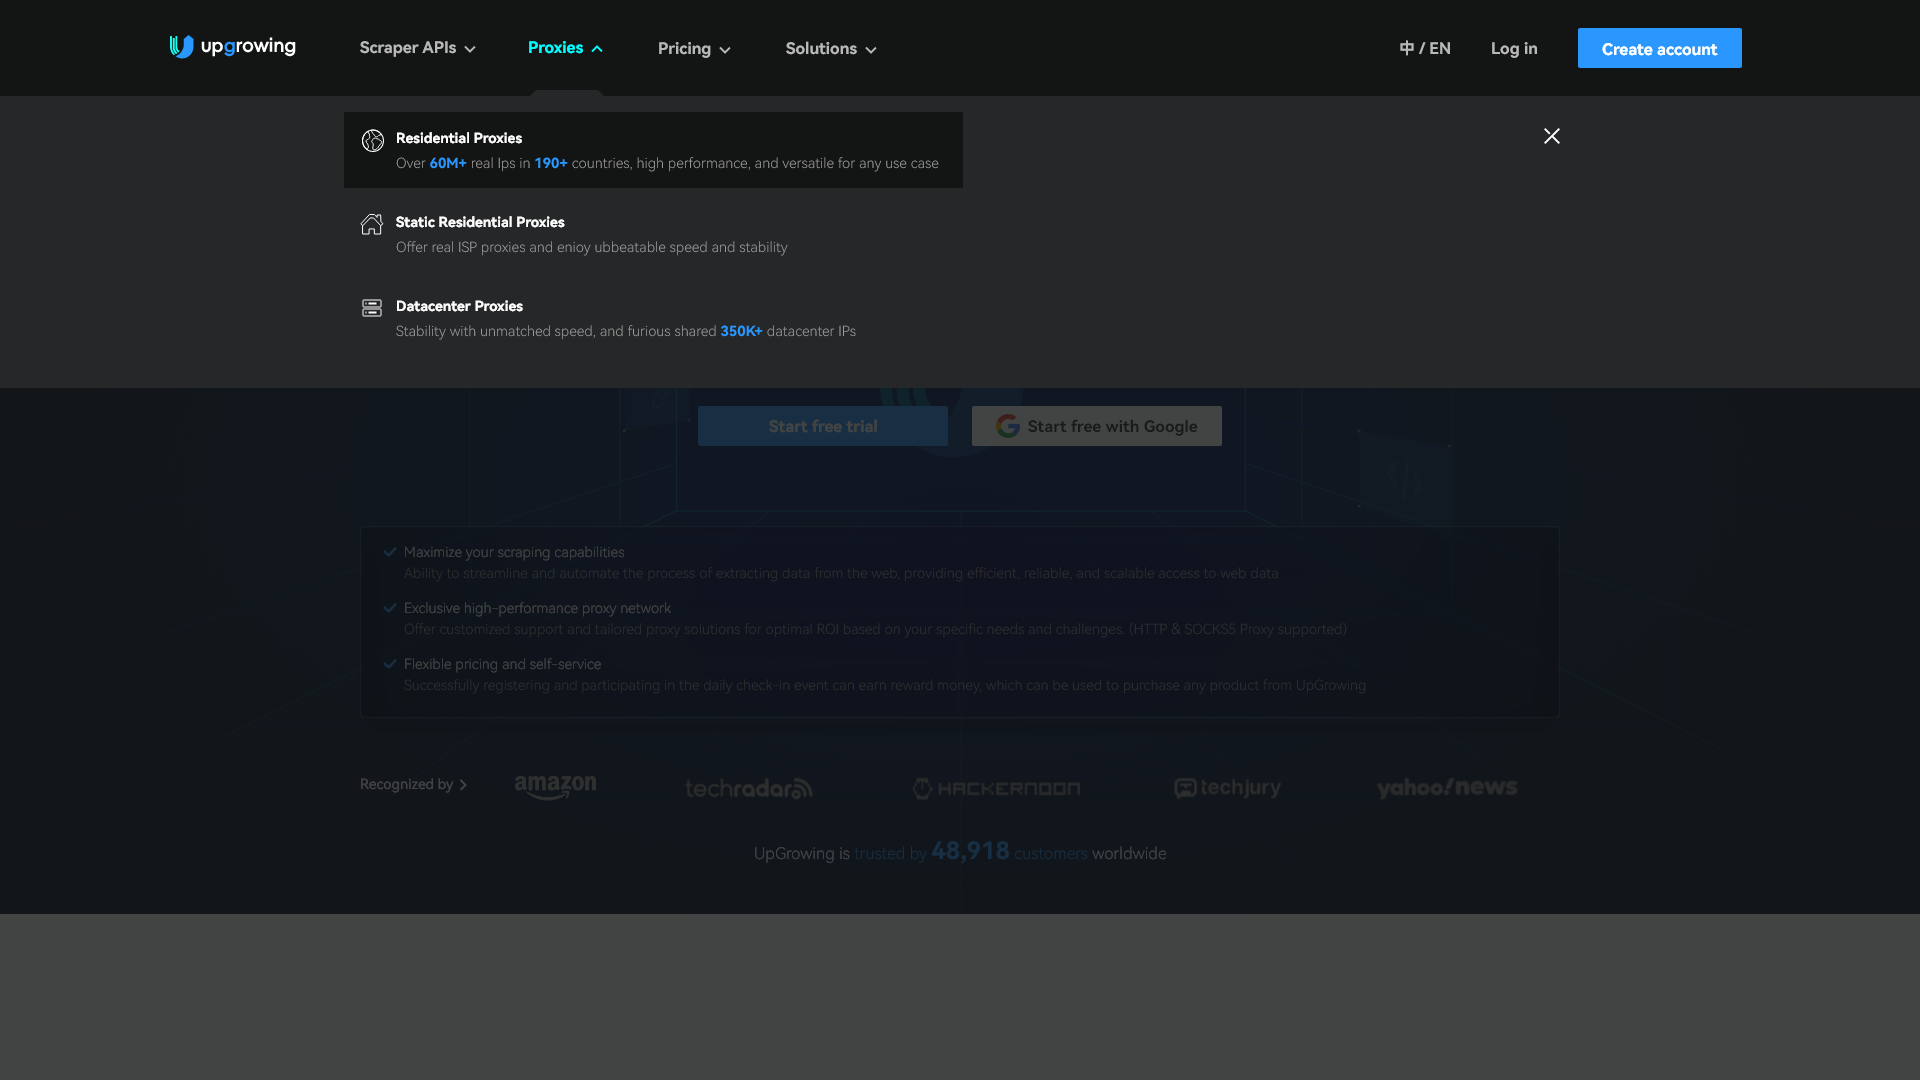 upgrowing
Scraper APIs
Proxies
Pricing
Solutions
中 / EN
Log in
Create account
Residential Proxies
Over 60M+ real Ips in 190+ countries, high performance, and versatile for any use case
Static Residential Proxies
Offer real ISP proxies and enioy ubbeatable speed and stability
Datacenter Proxies
Stability with unmatched speed, and furious shared 350K+ datacenter IPs
Start free trial
Start free with Google
Maximize your scraping capabilities
Ability to streamline and automate the process of extracting data from the web, providing efficient, reliable, and scalable access to web data
Exclusive high-performance proxy network
Offer customized support and tailored proxy solutions for optimal ROI based on your specific needs and challenges. (HTTP & SOCKS5 Proxy supported)
Flexible pricing and self-service
Successfully registering and participating in the daily check-in event can earn reward money, which can be used to purchase any product from UpGrowing
Recognized by
amazon
techradar
HACKERNOON
techjury
yahoo!news
UpGrowing is trusted by 48,918 customers worldwide